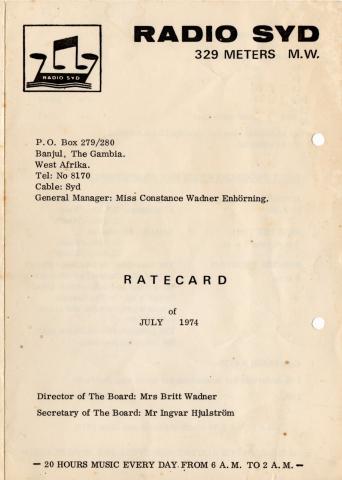 RADIO SYD
RADIO SYD
329 METERS M.W.
P.O. Box 279/280
Banjul, The Gambia.
West Afrika.
Tel: No 8170
Cable: Syd
General Manager: Miss Constance Wadner Enhörning.
RATECARD
of
JULY 1974
Director of The Board: Mrs Britt Wadner
Secretary of The Board: Mr Ingvar Hjulström
— 20 HOURS MUSIC EVERY DAY FROM 6 A.M. TO 2 A.M. —